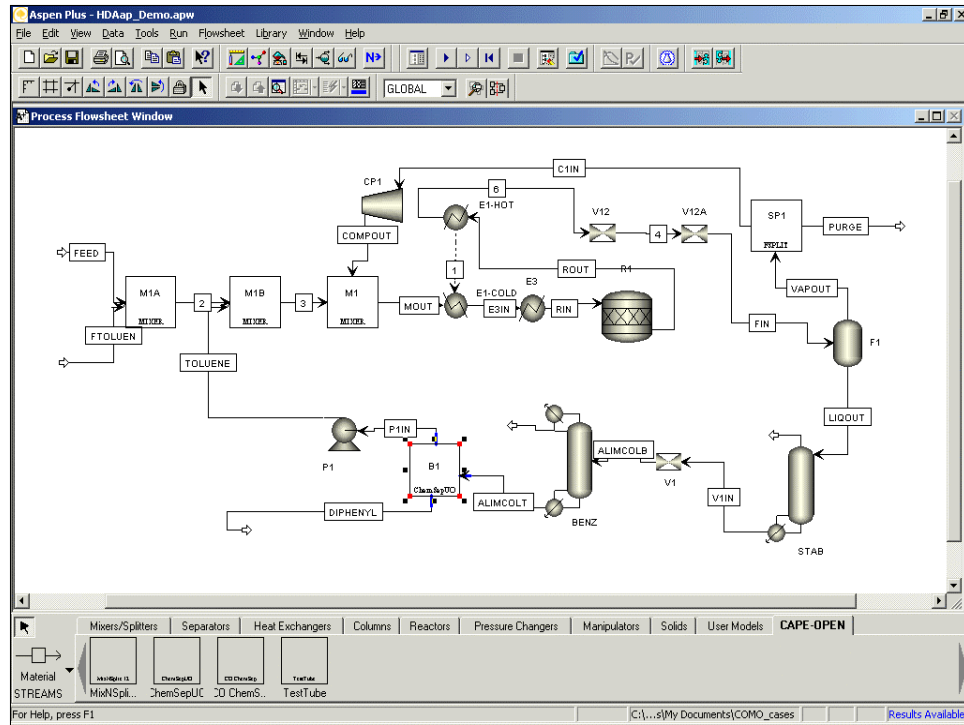 Aspen Plus - HDAap_Demo.apw
File Edit View Data Tools Run Flowsheet Library Window Help
N>
GLOBAL
Process Flowsheet Window
C1IN
CP1
6
E1-HOT
V12
V12A
SP1
FSPLIT
PURGE
COMPOUT
4
FEED
1
ROUT
R1
VAPOUT
M1A
MIXER
2
M1B
MIXER
3
M1
MIXER
MOUT
E1-COLD
E3
E3IN
RIN
FIN
F1
FTOLUEN
TOLUENE
LIQOUT
P1IN
P1
B1
ChemSepUO
ALIMCOLB
V1
ALIMCOLT
BENZ
V1IN
STAB
DIPHENYL
Mixers/Splitters Separators Heat Exchangers Columns Reactors Pressure Changers Manipulators Solids User Models CAPE-OPEN
Material
STREAMS
ChemSepUO
CO ChemSep
TestTube
MixNSpli... ChemSepUO CO ChemS... TestTube
For Help, press F1
C:\...s\My Documents\COMO_cases
Results Available